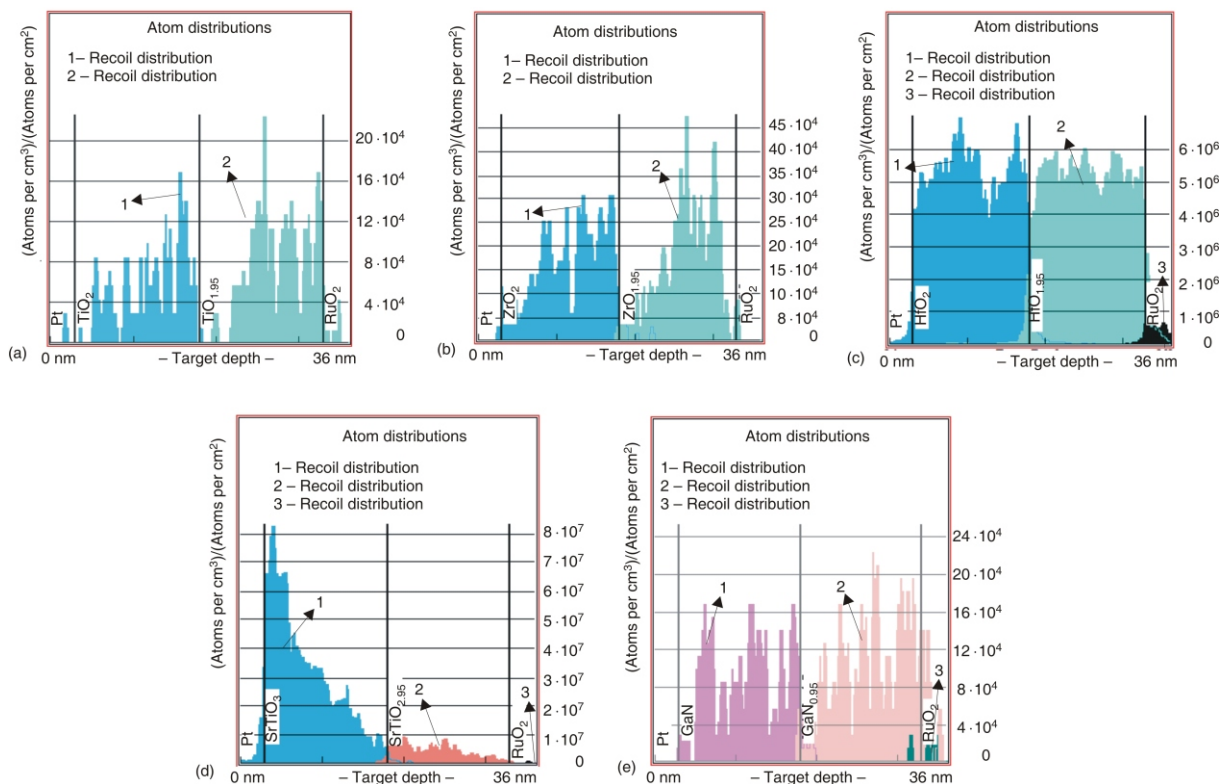 Atom distributions
1– Recoil distribution
2 – Recoil distribution
(Atoms per cm³)/(Atoms per cm²)
20 · 10⁴
16 · 10⁴
12 · 10⁴
8 · 10⁴
4 · 10⁴
0
1
2
Pt
TiO₂
TiO₁.₉₅
RuO₂
(a)
0 nm
– Target depth –
36 nm
Atom distributions
1– Recoil distribution
2 – Recoil distribution
(Atoms per cm³)/(Atoms per cm²)
45 · 10⁴
40 · 10⁴
35 · 10⁴
30 · 10⁴
25 · 10⁴
20 · 10⁴
15 · 10⁴
10 · 10⁴
5 · 10⁴
0
1
2
Pt
ZrO₂
ZrO₁.₉₅
RuO₂
(b)
0 nm
– Target depth –
36 nm
Atom distributions
1 – Recoil distribution
2 – Recoil distribution
3 – Recoil distribution
(Atoms per cm³)/(Atoms per cm²)
6 · 10⁶
5 · 10⁶
4 · 10⁶
3 · 10⁶
2 · 10⁶
1 · 10⁶
0
1
2
3
Pt
HfO₂
HfO₁.₉₅
RuO₂
(c)
0 nm
– Target depth –
36 nm
Atom distributions
1– Recoil distribution
2 – Recoil distribution
3 – Recoil distribution
(Atoms per cm³)/(Atoms per cm²)
8 · 10⁷
7 · 10⁷
6 · 10⁷
5 · 10⁷
4 · 10⁷
3 · 10⁷
2 · 10⁷
1 · 10⁷
0
1
2
3
Pt
SrTiO₃
SrTiO₂.₉₅
RuO₂
(d)
0 nm
– Target depth –
36 nm
Atom distributions
1 – Recoil distribution
2 – Recoil distribution
3 – Recoil distribution
(Atoms per cm³)/(Atoms per cm²)
24 · 10⁴
20 · 10⁴
16 · 10⁴
12 · 10⁴
8 · 10⁴
4 · 10⁴
0
1
2
3
Pt
GaN
GaN₀.₉₅
RuO₂
(e)
0 nm
– Target depth –
36 nm